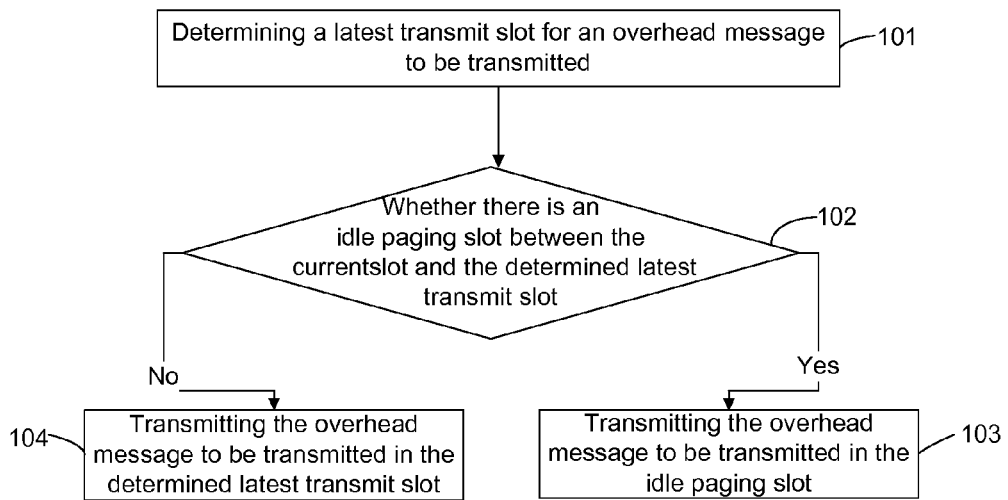 Determining a latest transmit slot for an overhead message
to be transmitted
101
Whether there is an
idle paging slot between the
currentslot and the determined latest
transmit slot
102
No
Yes
104
Transmitting the overhead
message to be transmitted in the
determined latest transmit slot
Transmitting the overhead
message to be transmitted in the
idle paging slot
103